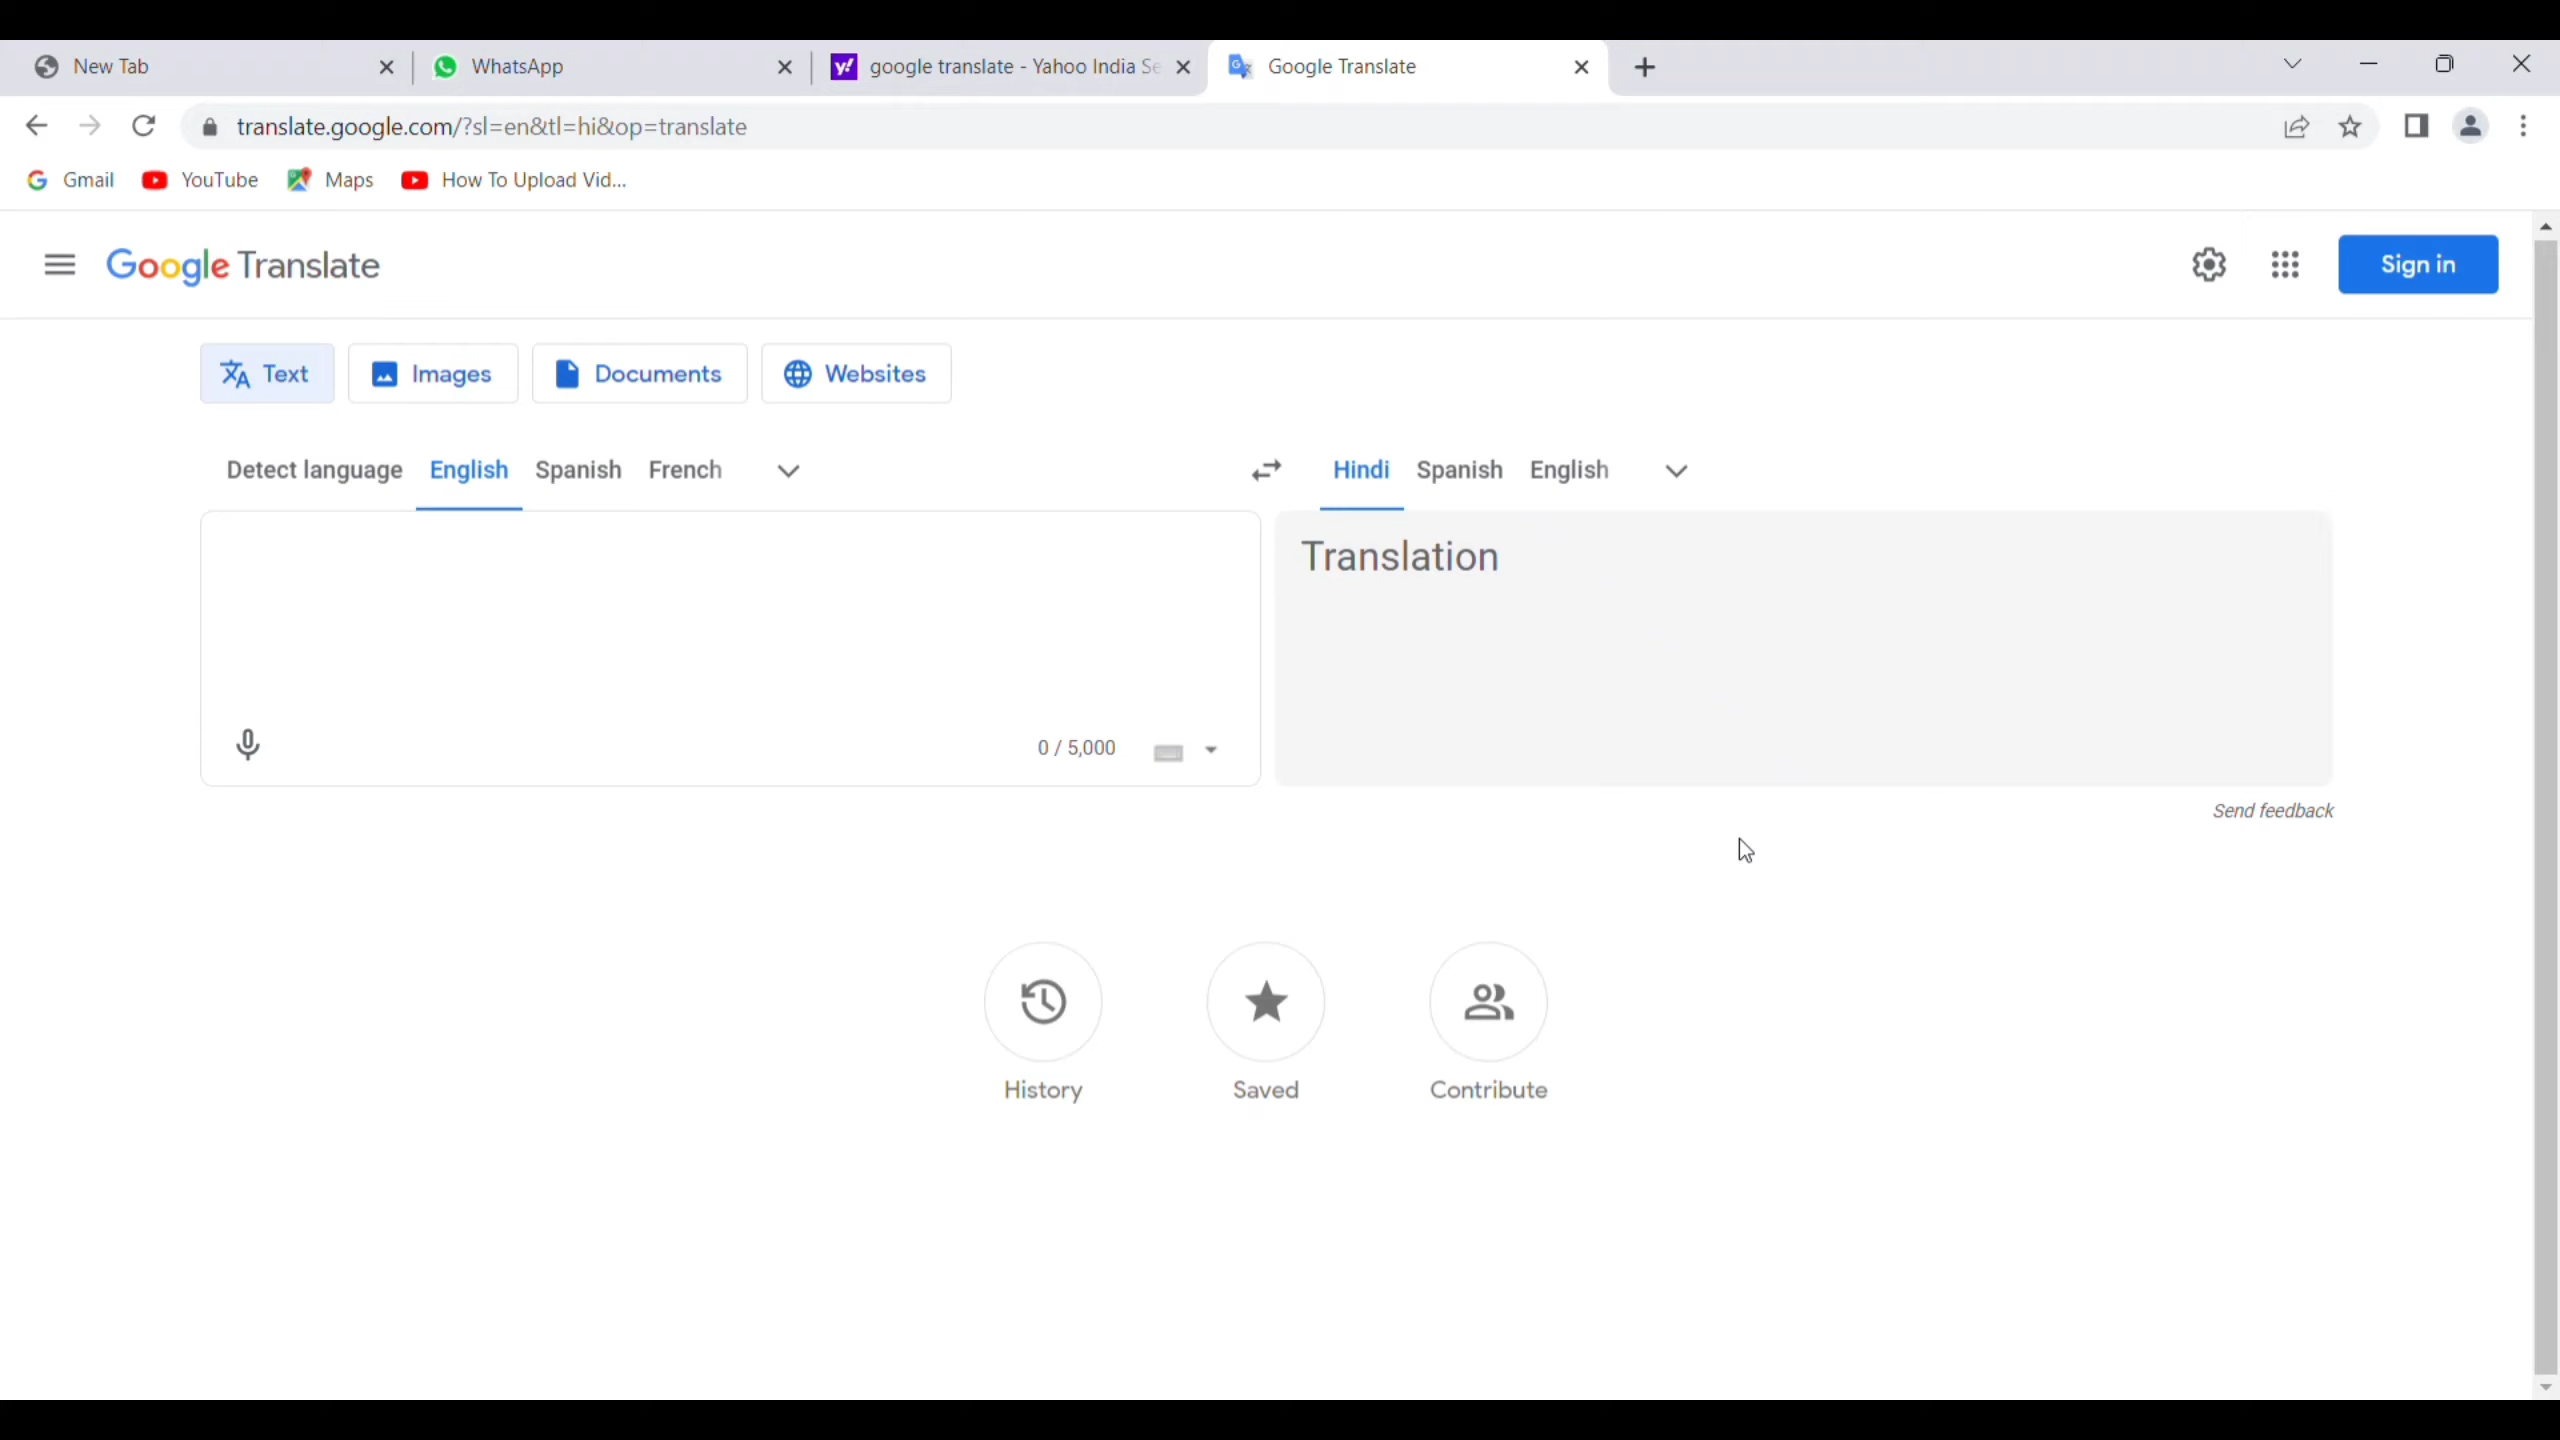 New Tab
WhatsApp
google translate - Yahoo India Se
Google Translate
translate.google.com/?sl=en&tl=hi&op=translate
Gmail
YouTube
Maps
How To Upload Vid...
Google Translate
Sign in
Text
Images
Documents
Websites
Detect language English Spanish French
Hindi Spanish English
Translation
0 / 5,000
Send feedback
History
Saved
Contribute